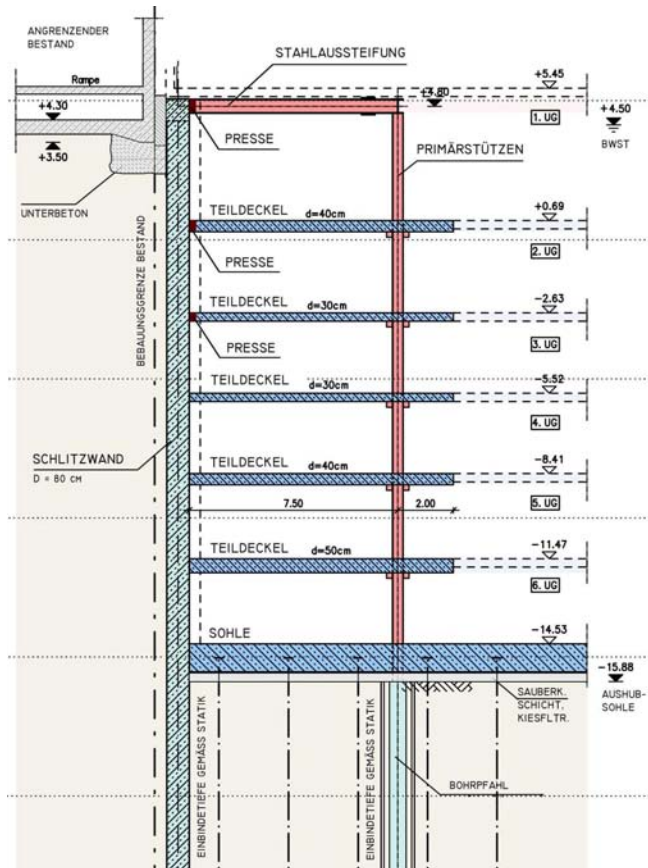 ANGRENZENDER
BESTAND
STAHLAUSSTEIFUNG
+5.45
Rampe
+4.30
+4.80
1. UG
+4.50
BWST
PRESSE
PRIMÄRSTÜTZEN
+3.50
UNTERBETON
BEBAUUNGSGRENZE BESTAND
TEILDECKEL d=40cm
+0.69
2. UG
PRESSE
TEILDECKEL d=30cm
-2.63
3. UG
PRESSE
TEILDECKEL d=30cm
-5.52
4. UG
SCHLITZWAND
D = 80 CM
TEILDECKEL d=40cm
-8.41
7.50
2.00
5. UG
TEILDECKEL d=50cm
-11.47
6. UG
SOHLE
-14.53
-15.88
AUSHUB-
SOHLE
SAUBERK.
SCHICHT,
KIESFLTR.
EINBINDETIEFE GEMÄSS STATIK
EINBINDETIEFE GEMÄSS STATIK
BOHRPFAHL